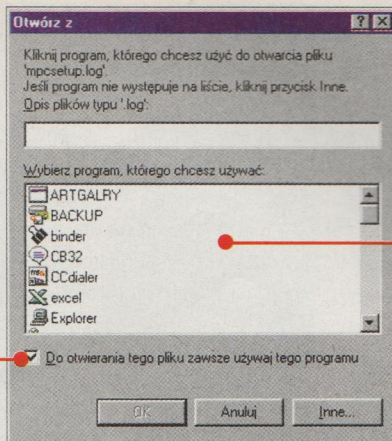 Otwórz z
Kliknij program, którego chcesz użyć do otwarcia pliku
'mpcsetup.log'.
Jeśli program nie występuje na liście, kliknij przycisk Inne.
Opis plików typu '.log':
Wybierz program, którego chcesz używać:
ARTGALRY
BACKUP
binder
CB32
CCdialer
excel
Explorer
Do otwierania tego pliku zawsze używaj tego programu
OK
Anuluj
Inne...